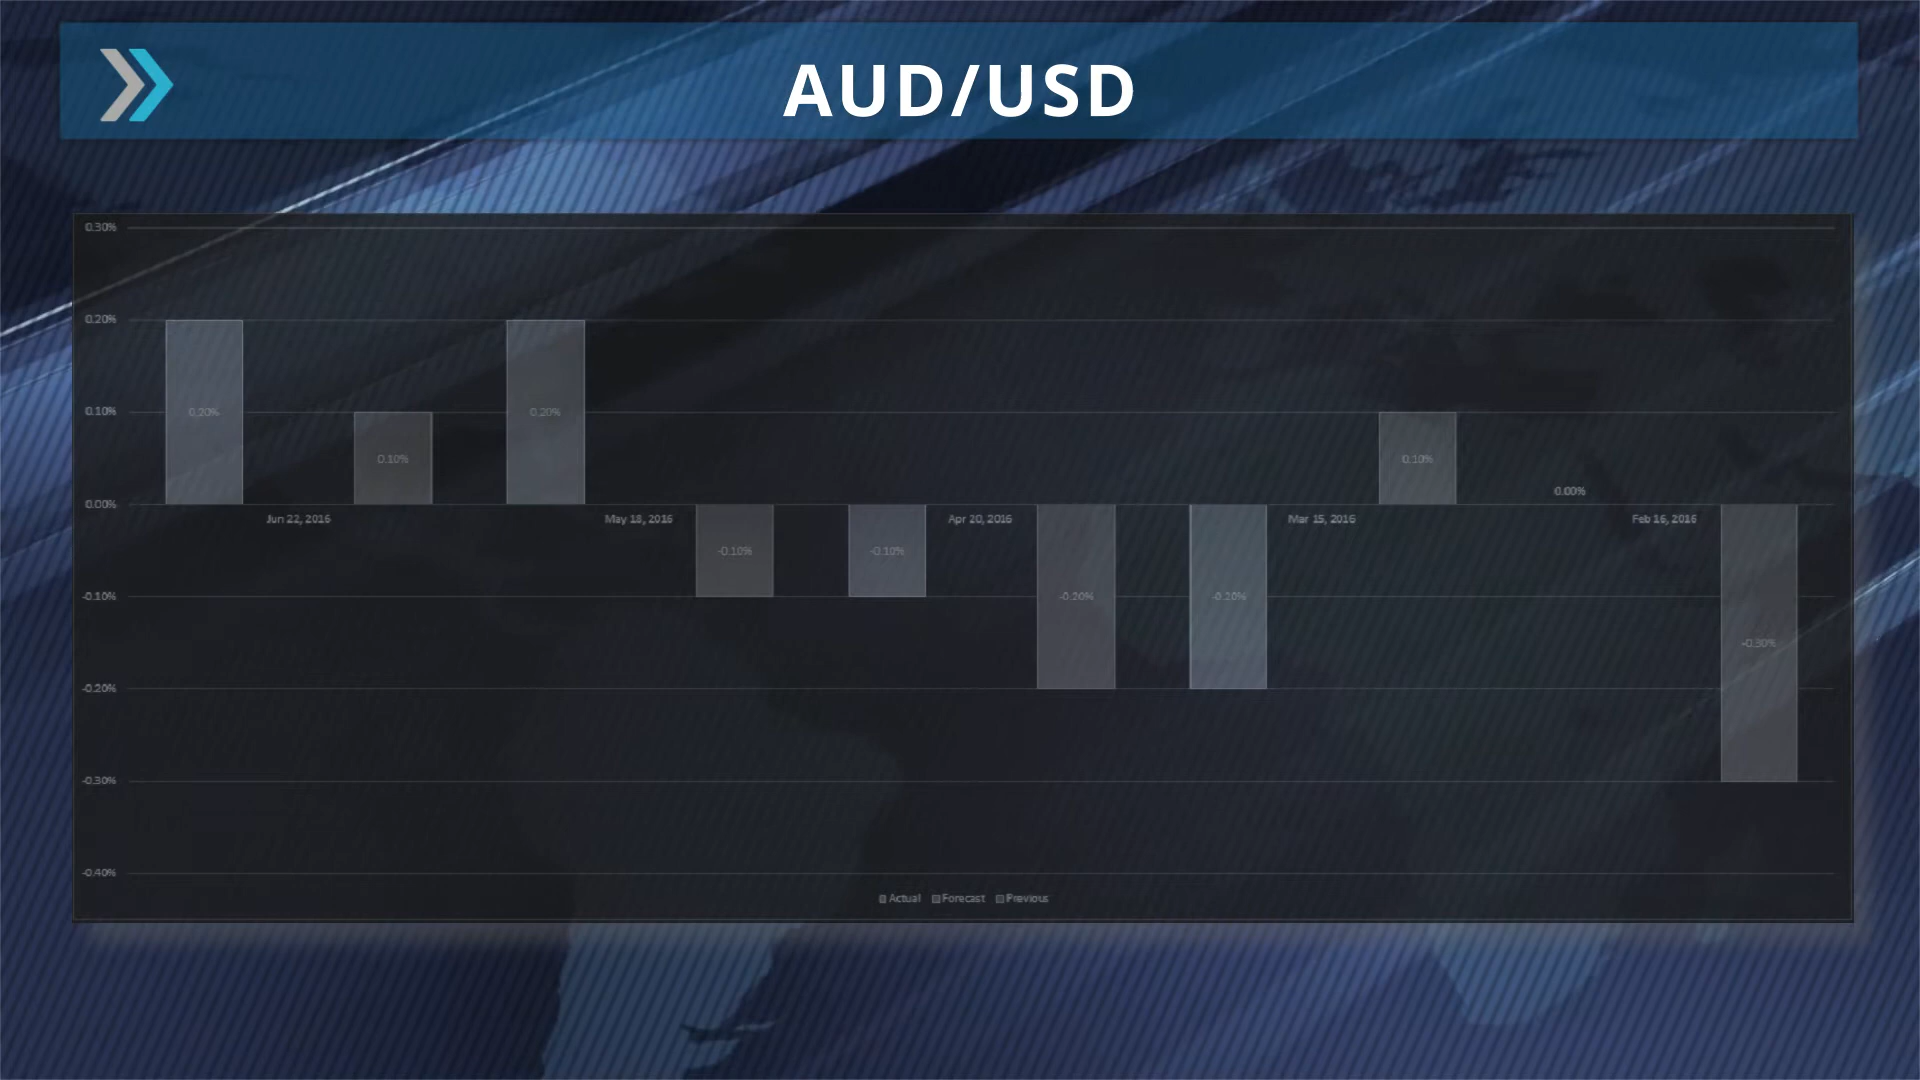 AUD/USD
0.30%
0.20%
0.10%
0.00%
-0.10%
-0.20%
-0.30%
-0.40%
0.20%
0.10%
0.20%
-0.10%
-0.10%
-0.20%
-0.20%
0.10%
0.00%
-0.30%
Jun 22, 2016
May 18, 2016
Apr 20, 2016
Mar 15, 2016
Feb 16, 2016
Actual Forecast Previous